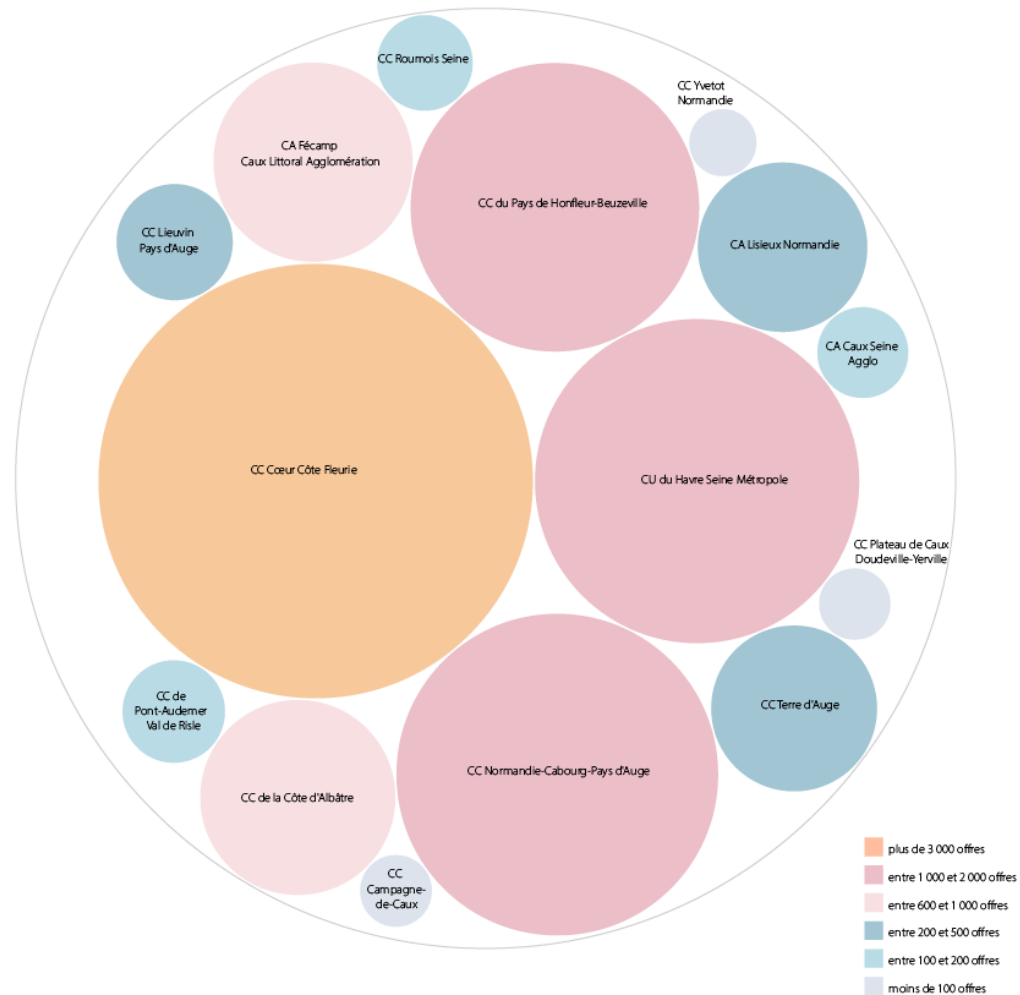 CC Roumois Seine
CC Yvetot
Normandie
CA Fécamp
Caux Littoral Agglomération
CC du Pays de Honfleur-Beuzeville
CC Lieuvin
Pays d'Auge
CA Lisieux Normandie
CA Caux Seine
Agglo
CC Cœur Côte Fleurie
CU du Havre Seine Métropole
CC Plateau de Caux
Doudeville-Yerville
CC de
Pont-Audemer
Val de Risle
CC Terre d'Auge
CC Normandie-Cabourg-Pays d'Auge
CC de la Côte d'Albâtre
CC
Campagne-
de-Caux
plus de 3 000 offres
entre 1 000 et 2 000 offres
entre 600 et 1 000 offres
entre 200 et 500 offres
entre 100 et 200 offres
moins de 100 offres